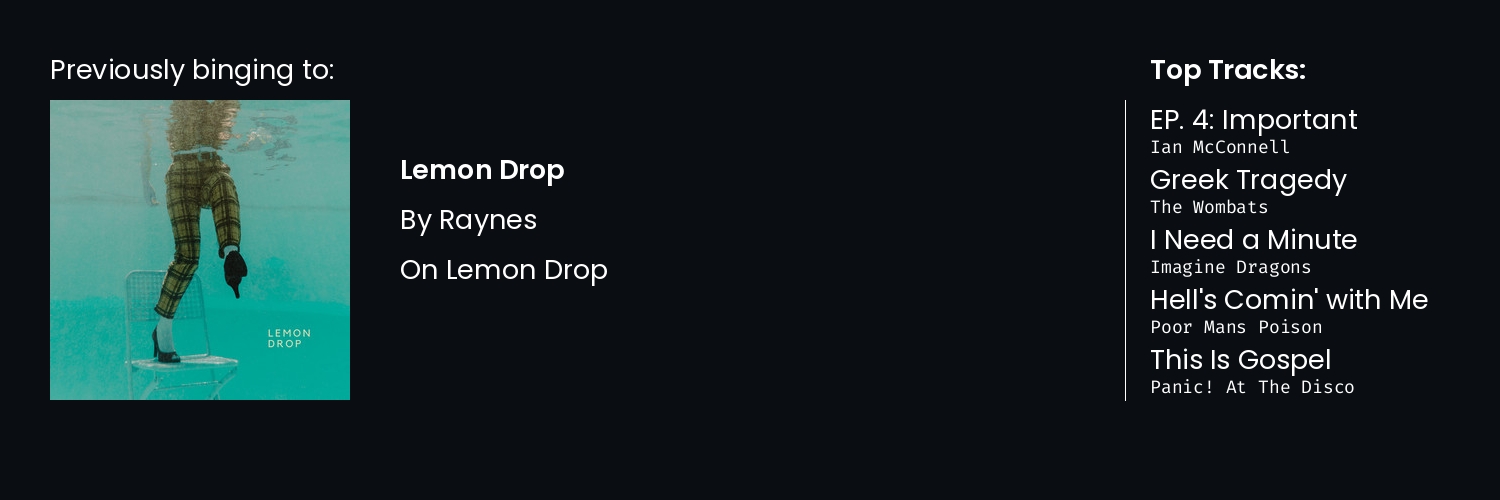 Previously binging to:
LEMON
DROP
Lemon Drop
By Raynes
On Lemon Drop
Top Tracks:
EP. 4: Important
Ian McConnell
Greek Tragedy
The Wombats
I Need a Minute
Imagine Dragons
Hell's Comin' with Me
Poor Mans Poison
This Is Gospel
Panic! At The Disco